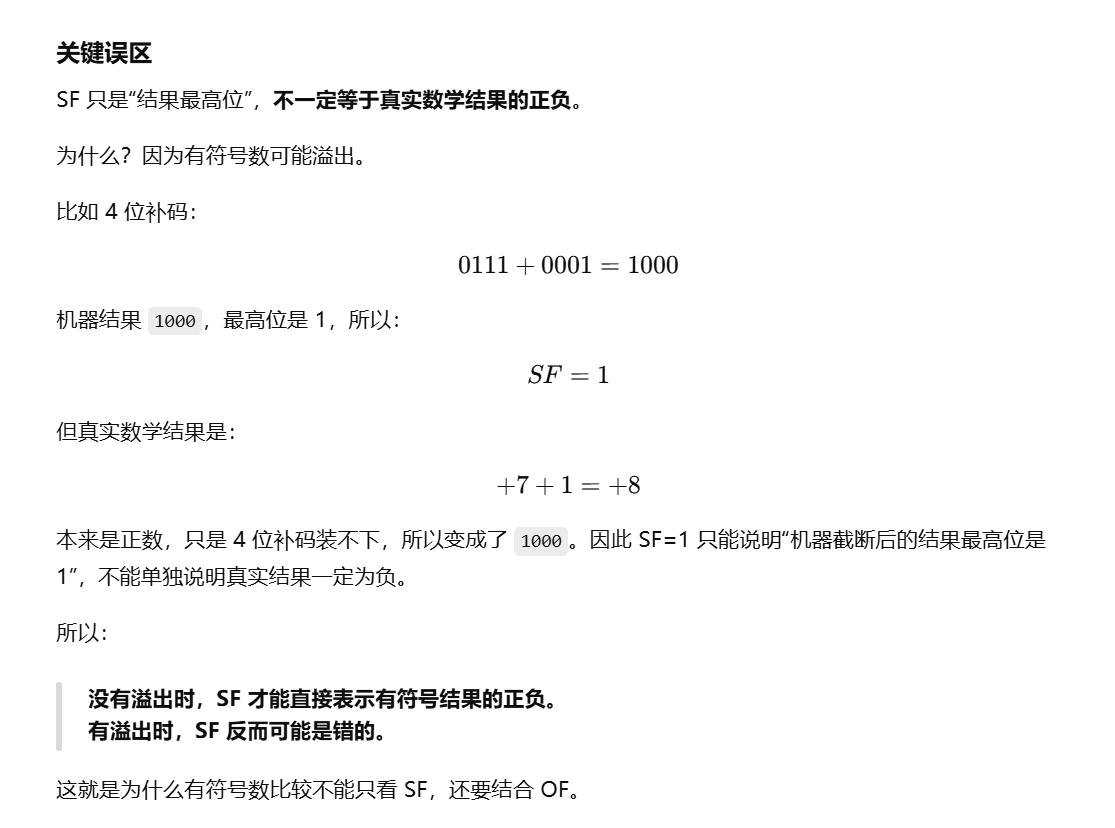 关键误区
SF 只是“结果最高位”，不一定等于真实数学结果的正负。
为什么？因为有符号数可能溢出。
比如 4 位补码：
0111 + 0001 = 1000
机器结果 1000，最高位是 1，所以：
SF = 1
但真实数学结果是：
+7 + 1 = +8
本来是正数，只是 4 位补码装不下，所以变成了 1000。因此 SF=1 只能说明“机器截断后的结果最高位是
1”，不能单独说明真实结果一定为负。
所以：
没有溢出时，SF 才能直接表示有符号结果的正负。
有溢出时，SF 反而可能是错的。
这就是为什么有符号数比较不能只看 SF，还要结合 OF。